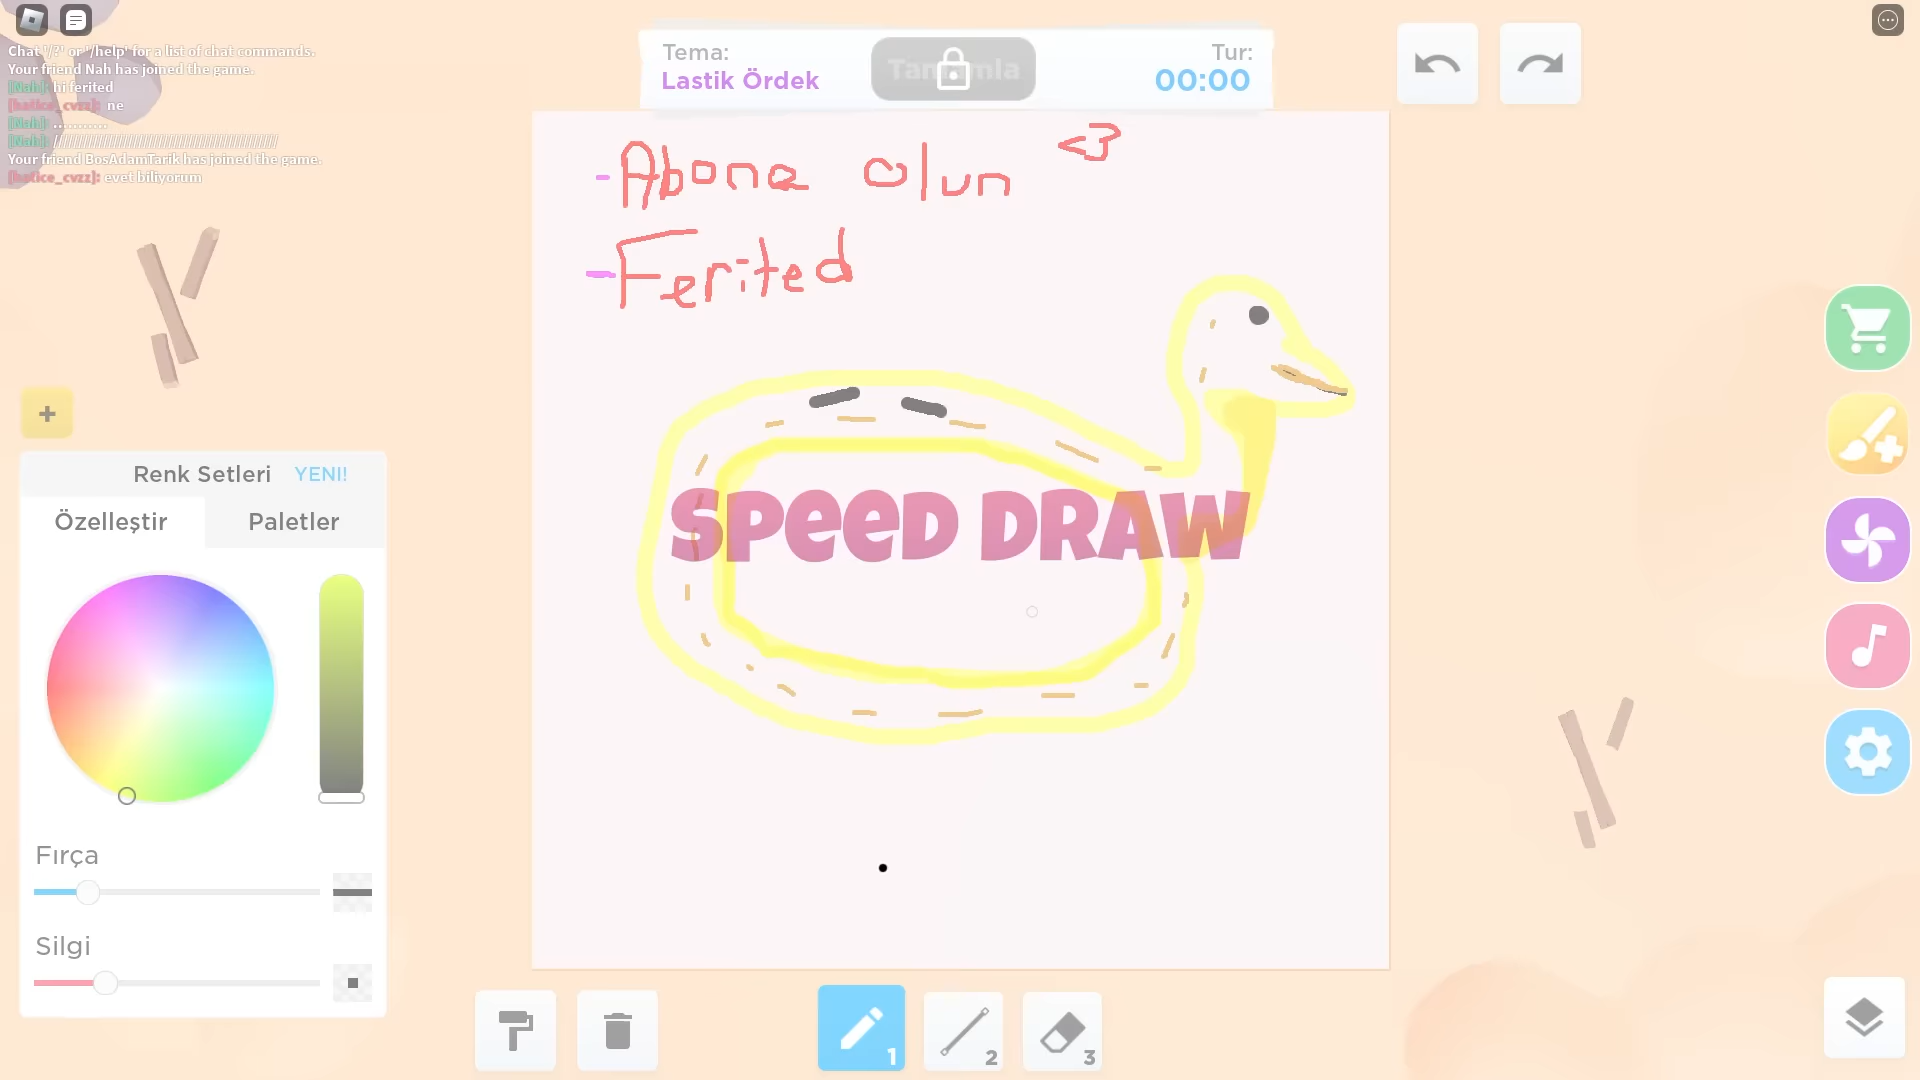 Chat '/?' or '/help' for a list of chat commands.
Your friend Nah has joined the game.
[Nah]: hi ferited
[hatice_cvzz]: ne
[Nah]: ...........
[Nah]:
Your friend BosAdamTarik has joined the game.
[hatice_cvzz]: evet biliyorum
Tema:
Lastik Ördek
Tamamla
Tur:
00:00
-Abone olun <3
-Ferited
SPEED DRAW
+
Renk Setleri YENI!
Özelleştir Paletler
Fırça
Silgi
1
2
3